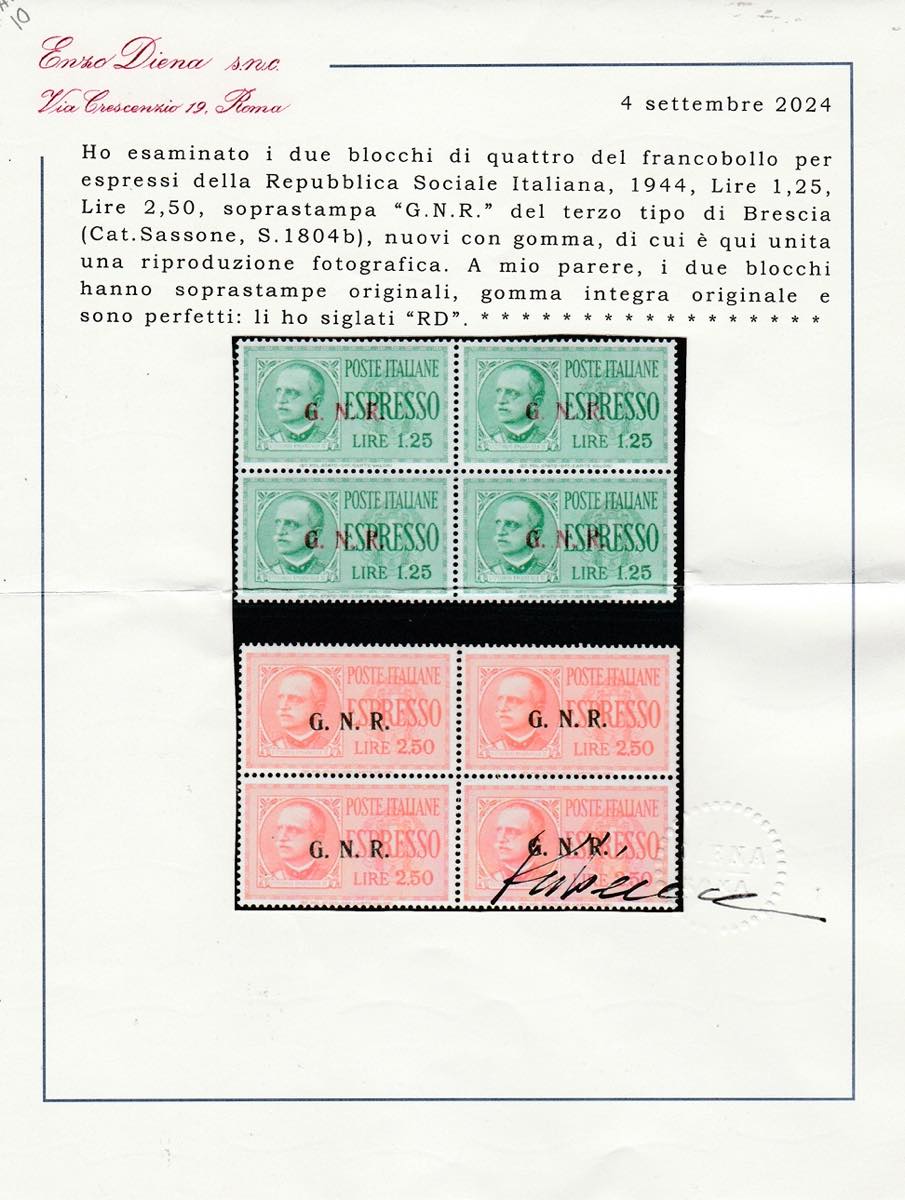 10
Enzo Diena s.n.c.
Via Crescenzio 19, Roma
4 settembre 2024
Ho esaminato i due blocchi di quattro del francobollo per
espressi della Repubblica Sociale Italiana, 1944, Lire 1,25,
Lire 2,50, soprastampa “G.N.R.” del terzo tipo di Brescia
(Cat.Sassone, S.1804b), nuovi con gomma, di cui è qui unita
una riproduzione fotografica. A mio parere, i due blocchi
hanno soprastampe originali, gomma integra originale e
sono perfetti: li ho siglati “RD”. * * * * * * * * * * * * * * * * *
POSTE ITALIANE POSTE ITALIANE
G. N. R. ESPRESSO G. N. R. ESPRESSO
LIRE 1.25 LIRE 1.25
POSTE ITALIANE POSTE ITALIANE
G. N. R. ESPRESSO G. N. R. ESPRESSO
LIRE 1.25 LIRE 1.25
POSTE ITALIANE POSTE ITALIANE
G. N. R. ESPRESSO G. N. R. ESPRESSO
LIRE 2.50 LIRE 2.50
POSTE ITALIANE POSTE ITALIANE
G. N. R. ESPRESSO G. N. R. ESPRESSO
LIRE 2.50 LIRE 2.50